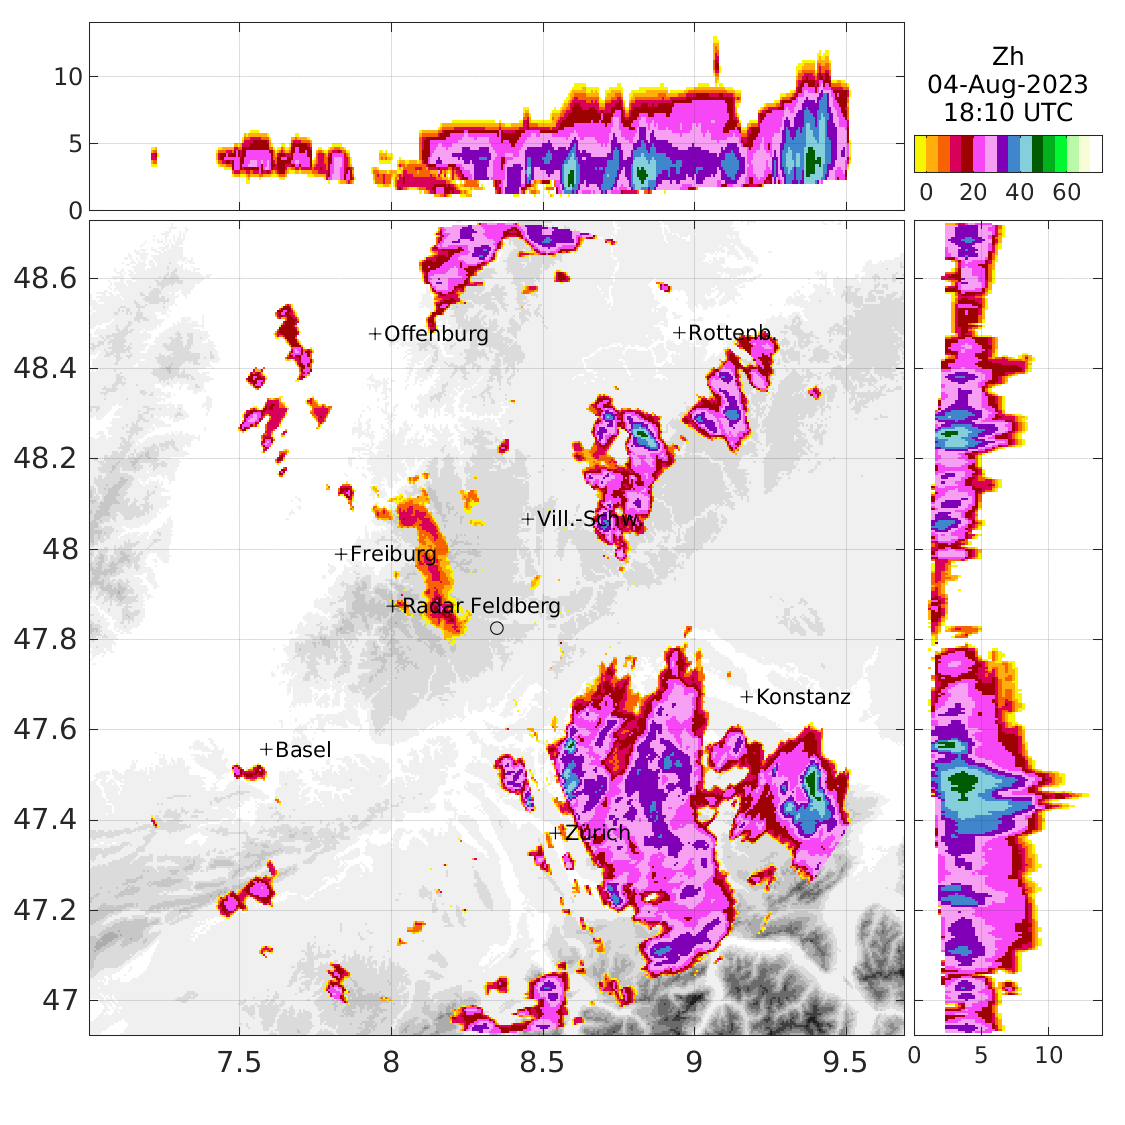 Zh
04-Aug-2023
18:10 UTC
0 20 40 60
10
5
0
48.6
48.4
48.2
48
47.8
47.6
47.4
47.2
47
+Offenburg
+Rottenb.
+Vill.-Schw.
+Freiburg
+Radar Feldberg
+Konstanz
+Basel
+Zürich
7.5 8 8.5 9 9.5
0 5 10